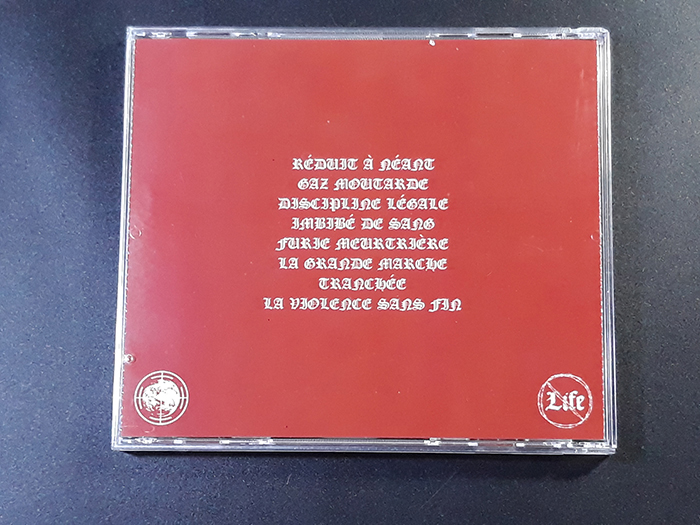 RÉDUIT À NÉANT
GAZ MOUTARDE
DISCIPLINE LÉGALE
IMBIBÉ DE SANG
FURIE MEURTRIÈRE
LA GRANDE MARCHE
TRANCHÉE
LA VIOLENCE SANS FIN
Life